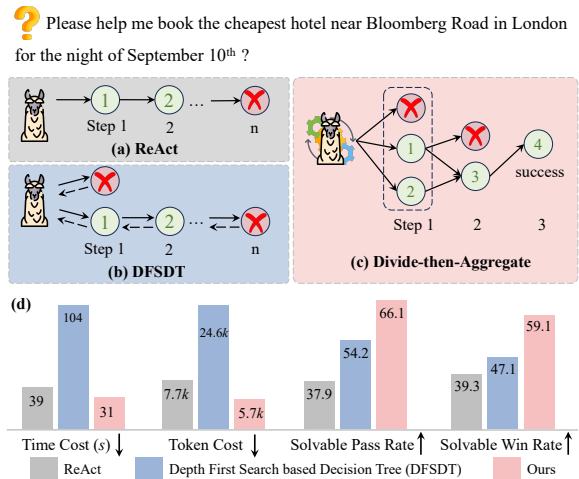 ? Please help me book the cheapest hotel near Bloomberg Road in London
for the night of September 10th ?
1 2 ... 
Step 1 2 n
(a) ReAct
1 2 ...
Step 1 2 n
(b) DFSDT
1 2 3 4
success
Step 1 2 3
(c) Divide-then-Aggregate
(d)
39 104 31
7.7k 24.6k 5.7k
37.9 54.2 66.1
39.3 47.1 59.1
Time Cost (s) ↓ Token Cost ↓ Solvable Pass Rate ↑ Solvable Win Rate ↑
ReAct Depth First Search based Decision Tree (DFSDT) Ours